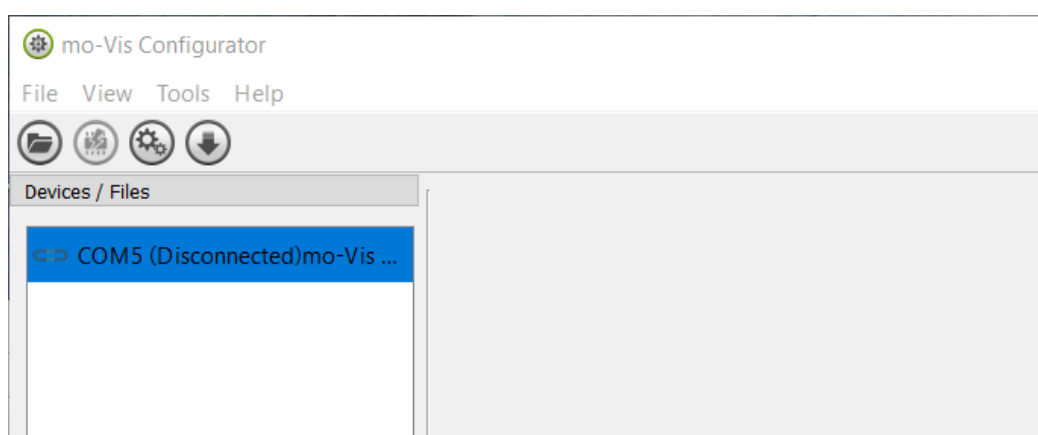 mo-Vis Configurator
File View Tools Help
Devices / Files
COM5 (Disconnected)mo-Vis ...